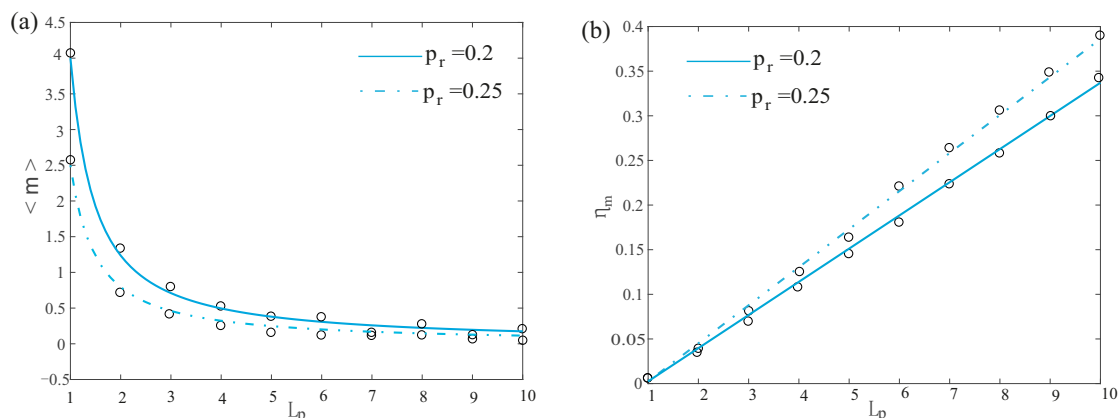 (a)
4.5
4
3.5
3
2.5
2
1.5
1
0.5
0
−0.5
< m >
1 2 3 4 5 6 7 8 9 10
L_p
p_r =0.2
p_r =0.25
(b)
0.4
0.35
0.3
0.25
0.2
0.15
0.1
0.05
0
η_m
1 2 3 4 5 6 7 8 9 10
L_p
p_r =0.2
p_r =0.25